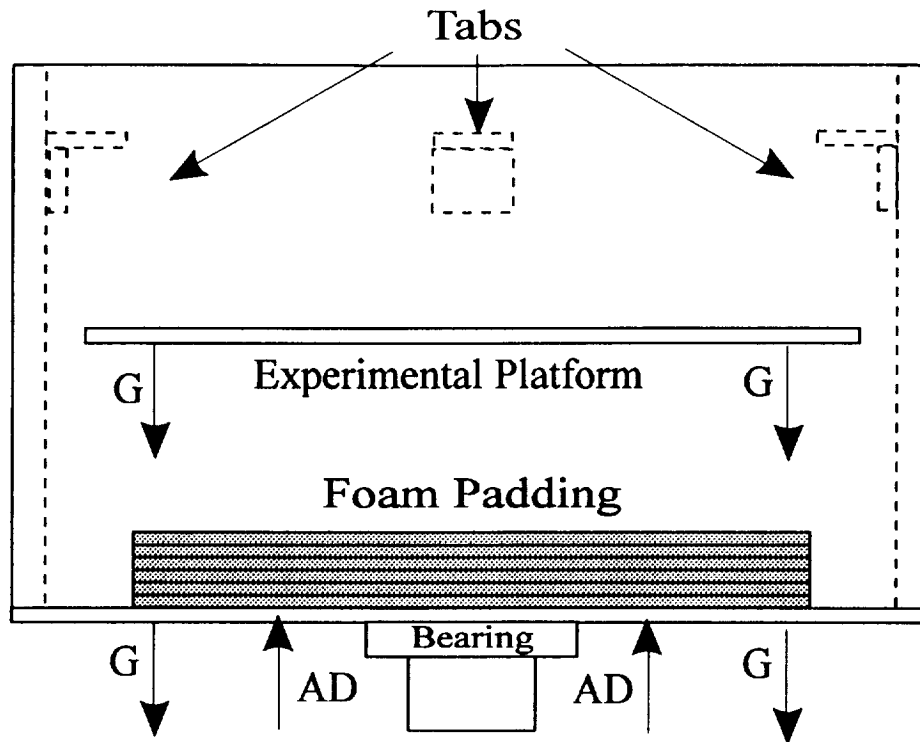 Tabs
Experimental Platform
G
G
Foam Padding
Bearing
G
AD
AD
G